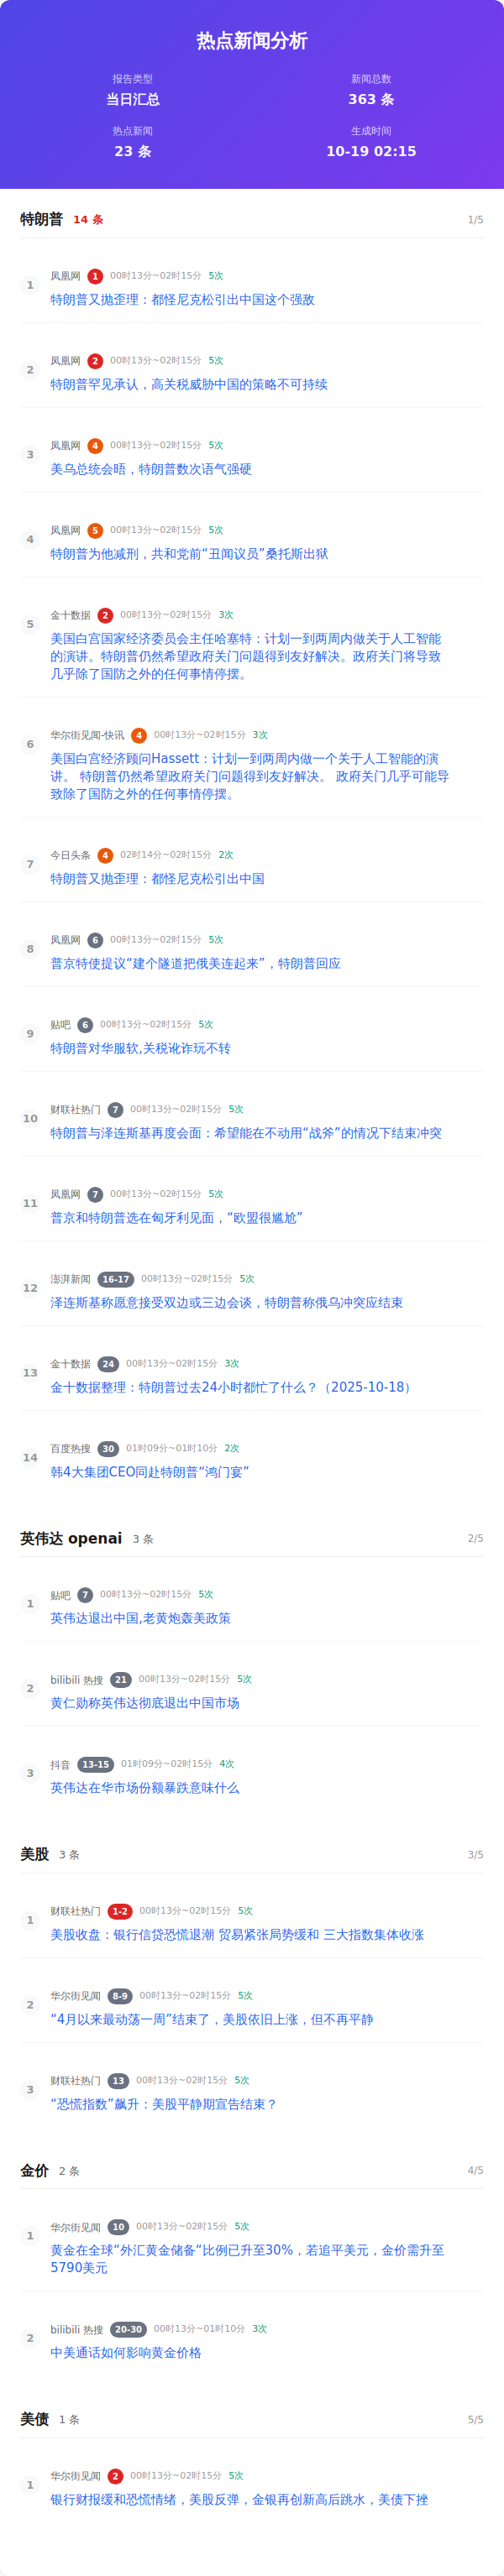 热点新闻分析
报告类型
新闻总数
当日汇总
363 条
热点新闻
生成时间
23 条
10-19 02:15
特朗普 14 条 1/5
1 凤凰网 1 00时13分~02时15分 5次
特朗普又抛歪理：都怪尼克松引出中国这个强敌
2 凤凰网 2 00时13分~02时15分 5次
特朗普罕见承认，高关税威胁中国的策略不可持续
3 凤凰网 4 00时13分~02时15分 5次
美乌总统会晤，特朗普数次语气强硬
4 凤凰网 5 00时13分~02时15分 5次
特朗普为他减刑，共和党前“丑闻议员”桑托斯出狱
5 金十数据 2 00时13分~02时15分 3次
美国白宫国家经济委员会主任哈塞特：计划一到两周内做关于人工智能
的演讲。特朗普仍然希望政府关门问题得到友好解决。政府关门将导致
几乎除了国防之外的任何事情停摆。
6 华尔街见闻-快讯 4 00时13分~02时15分 3次
美国白宫经济顾问Hassett：计划一到两周内做一个关于人工智能的演
讲。 特朗普仍然希望政府关门问题得到友好解决。 政府关门几乎可能导
致除了国防之外的任何事情停摆。
7 今日头条 4 02时14分~02时15分 2次
特朗普又抛歪理：都怪尼克松引出中国
8 凤凰网 6 00时13分~02时15分 5次
普京特使提议“建个隧道把俄美连起来”，特朗普回应
9 贴吧 6 00时13分~02时15分 5次
特朗普对华服软,关税讹诈玩不转
10 财联社热门 7 00时13分~02时15分 5次
特朗普与泽连斯基再度会面：希望能在不动用“战斧”的情况下结束冲突
11 凤凰网 7 00时13分~02时15分 5次
普京和特朗普选在匈牙利见面，“欧盟很尴尬”
12 澎湃新闻 16-17 00时13分~02时15分 5次
泽连斯基称愿意接受双边或三边会谈，特朗普称俄乌冲突应结束
13 金十数据 24 00时13分~02时15分 3次
金十数据整理：特朗普过去24小时都忙了什么？（2025-10-18）
14 百度热搜 30 01时09分~01时10分 2次
韩4大集团CEO同赴特朗普“鸿门宴”
英伟达 openai 3 条 2/5
1 贴吧 7 00时13分~02时15分 5次
英伟达退出中国,老黄炮轰美政策
2 bilibili 热搜 21 00时13分~02时15分 5次
黄仁勋称英伟达彻底退出中国市场
3 抖音 13-15 01时09分~02时15分 4次
英伟达在华市场份额暴跌意味什么
美股 3 条 3/5
1 财联社热门 1-2 00时13分~02时15分 5次
美股收盘：银行信贷恐慌退潮 贸易紧张局势缓和 三大指数集体收涨
2 华尔街见闻 8-9 00时13分~02时15分 5次
“4月以来最动荡一周”结束了，美股依旧上涨，但不再平静
3 财联社热门 13 00时13分~02时15分 5次
“恐慌指数”飙升：美股平静期宣告结束？
金价 2 条 4/5
1 华尔街见闻 10 00时13分~02时15分 5次
黄金在全球“外汇黄金储备“比例已升至30%，若追平美元，金价需升至
5790美元
2 bilibili 热搜 20-30 00时13分~01时10分 3次
中美通话如何影响黄金价格
美债 1 条 5/5
1 华尔街见闻 2 00时13分~02时15分 5次
银行财报缓和恐慌情绪，美股反弹，金银再创新高后跳水，美债下挫